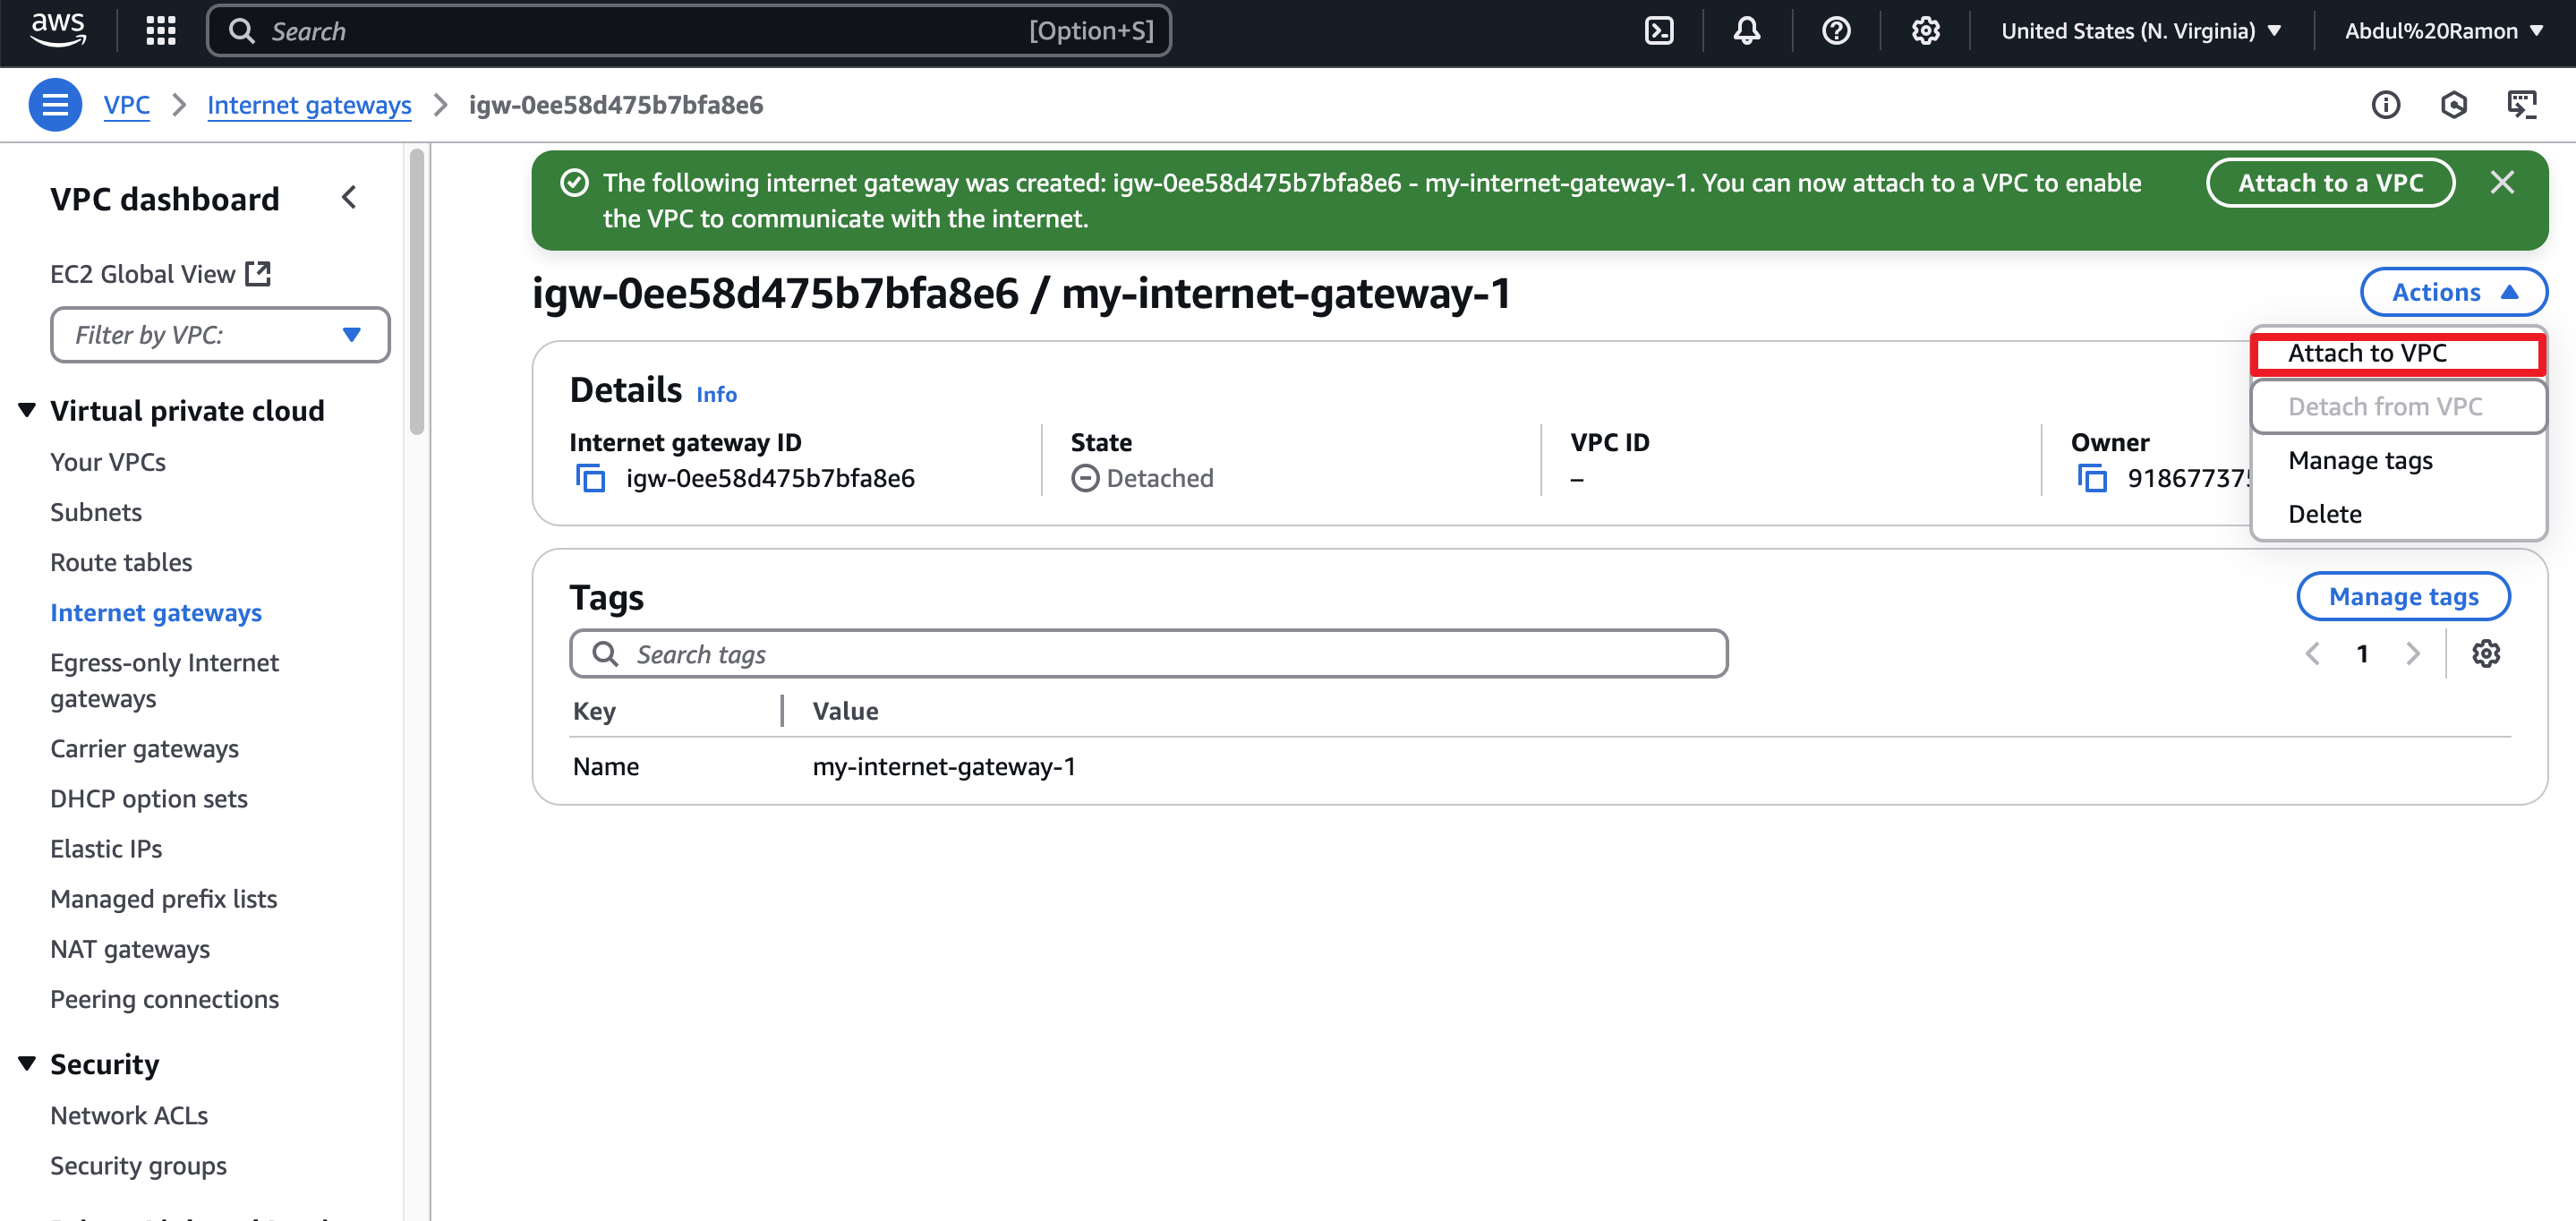 aws
Search [Option+S]
United States (N. Virginia)
Abdul%20Ramon
VPC
Internet gateways
igw-0ee58d475b7bfa8e6
VPC dashboard
EC2 Global View
Filter by VPC:
Virtual private cloud
Your VPCs
Subnets
Route tables
Internet gateways
Egress-only Internet
gateways
Carrier gateways
DHCP option sets
Elastic IPs
Managed prefix lists
NAT gateways
Peering connections
Security
Network ACLs
Security groups
The following internet gateway was created: igw-0ee58d475b7bfa8e6 - my-internet-gateway-1. You can now attach to a VPC to enable
the VPC to communicate with the internet.
Attach to a VPC
igw-0ee58d475b7bfa8e6 / my-internet-gateway-1
Actions
Attach to VPC
Detach from VPC
Manage tags
Delete
Details Info
Internet gateway ID
igw-0ee58d475b7bfa8e6
State
Detached
VPC ID
–
Owner
91867737
Tags
Manage tags
Search tags
1
Key Value
Name my-internet-gateway-1